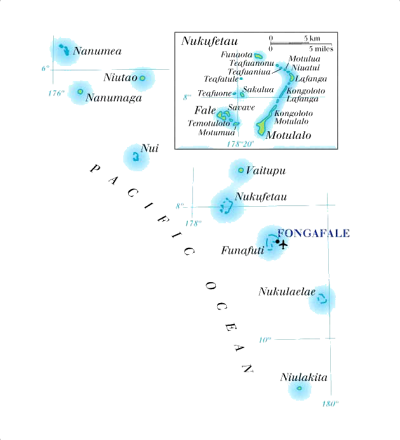 Nanumea
6°
176°
Niutao
Nanumaga
Nui
PACIFIC OCEAN
Nukufetau
0 5 km
0 5 miles
Fungota
Motulua
Teafuanonu
Niuatui
Teafuaniua
Lafanga
Teafatule
Kongoloto
Lafanga
8°
Teafuone
Sakalua
Savave
Fale
Kongoloto
Motulalo
Temotuloto
Motumua
Motulalo
178°20'
Vaitupu
Nukufetau
8°
178°
FONGAFALE
Funafuti
Nukulaelae
10°
Niulakita
180°